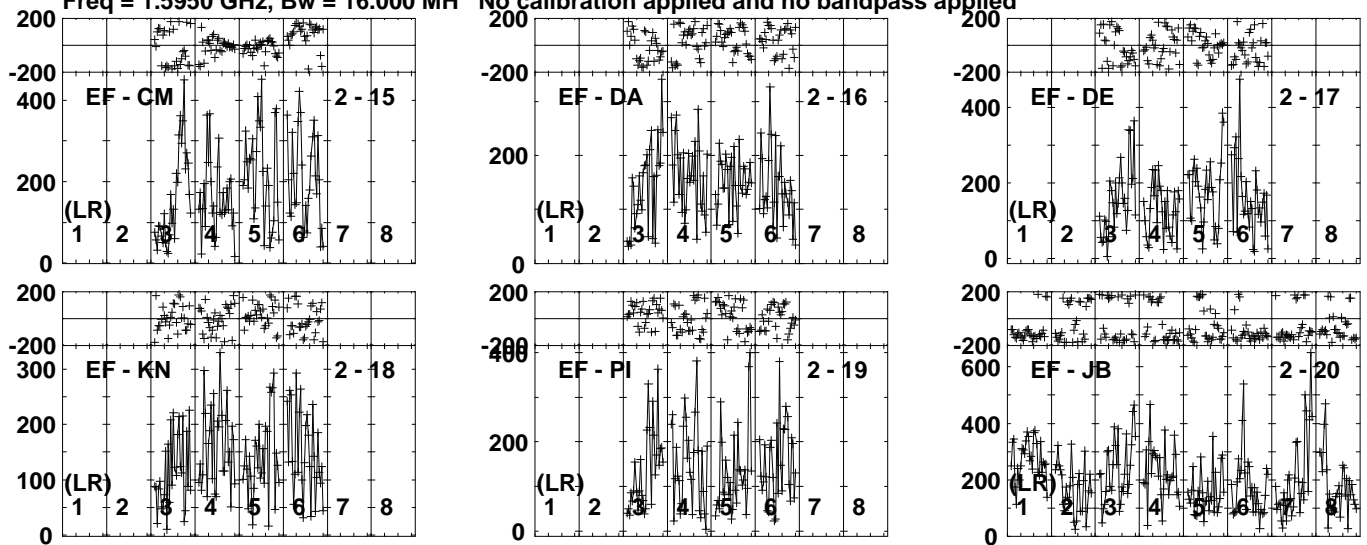 Freq = 1.5950 GHz, Bw = 16.000 MH No calibration applied and no bandpass applied
200
-200
EF - CM 2 - 15
400
200
(LR)
1 2 3 4 5 6 7 8
0
200
-200
EF - DA 2 - 16
200
(LR)
1 2 3 4 5 6 7 8
0
200
-200
EF - DE 2 - 17
400
200
(LR)
1 2 3 4 5 6 7 8
0
200
-200
EF - KN 2 - 18
300
200
100
(LR)
1 2 3 4 5 6 7 8
0
200
-200
400
EF - PI 2 - 19
200
(LR)
1 2 3 4 5 6 7 8
0
200
-200
EF - JB 2 - 20
600
400
200
(LR)
1 2 3 4 5 6 7 8
0